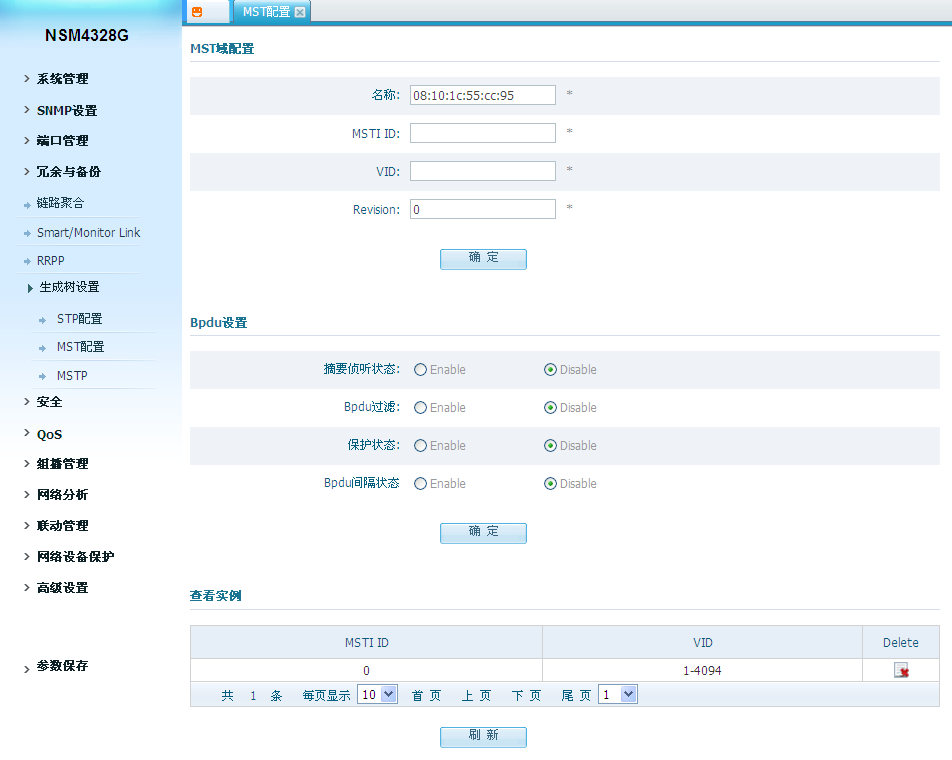 MST配置
NSM4328G
系统管理
SNMP设置
端口管理
冗余与备份
链路聚合
Smart/Monitor Link
RRPP
生成树设置
STP配置
MST配置
MSTP
安全
QoS
组播管理
网络分析
联动管理
网络设备保护
高级设置
参数保存
MST域配置
名称: 08:10:1c:55:cc:95 *
MSTI ID: *
VID: *
Revision: 0 *
确 定
Bpdu设置
摘要侦听状态: Enable Disable
Bpdu过滤: Enable Disable
保护状态: Enable Disable
Bpdu间隔状态 Enable Disable
确 定
查看实例
MSTI ID VID Delete
0 1-4094
共 1 条 每页显示 10 首 页 上 页 下 页 尾 页 1
刷 新